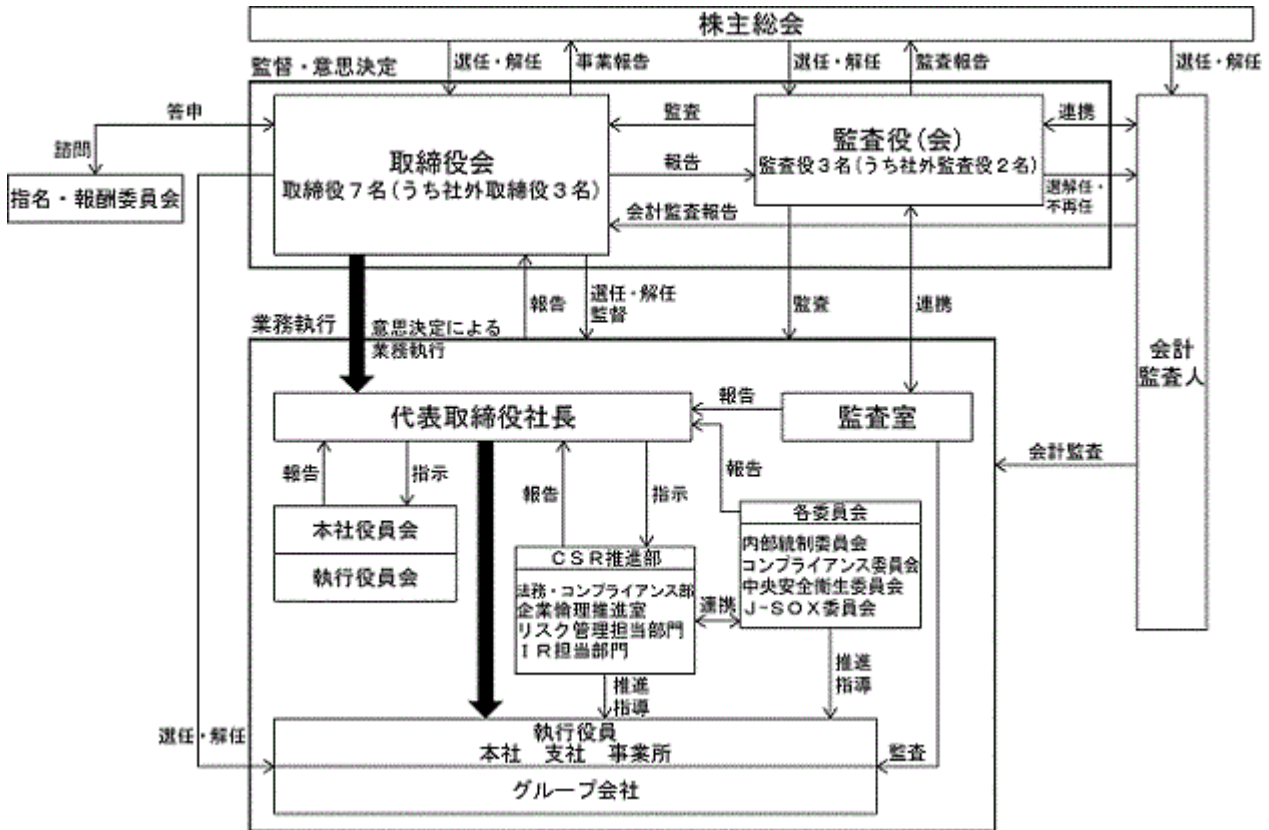 株主総会
選任・解任
事業報告
選任・解任
監査報告
選任・解任
監督・意思決定
答申
諮問
指名・報酬委員会
取締役会
取締役7名(うち社外取締役3名)
監査
報告
監査役(会)
監査役3名(うち社外監査役2名)
連携
選解任・
不再任
会計監査報告
報告
選任・解任
監督
監査
連携
会計
監査人
業務執行
意思決定による
業務執行
代表取締役社長
報告
監査室
報告
指示
報告
指示
報告
会計監査
本社役員会
執行役員会
CSR推進部
法務・コンプライアンス部
企業倫理推進室
リスク管理担当部門
IR担当部門
連携
各委員会
内部統制委員会
コンプライアンス委員会
中央安全衛生委員会
J-SOX委員会
推進
指導
推進
指導
選任・解任
執行役員
本社 支社 事業所
監査
グループ会社